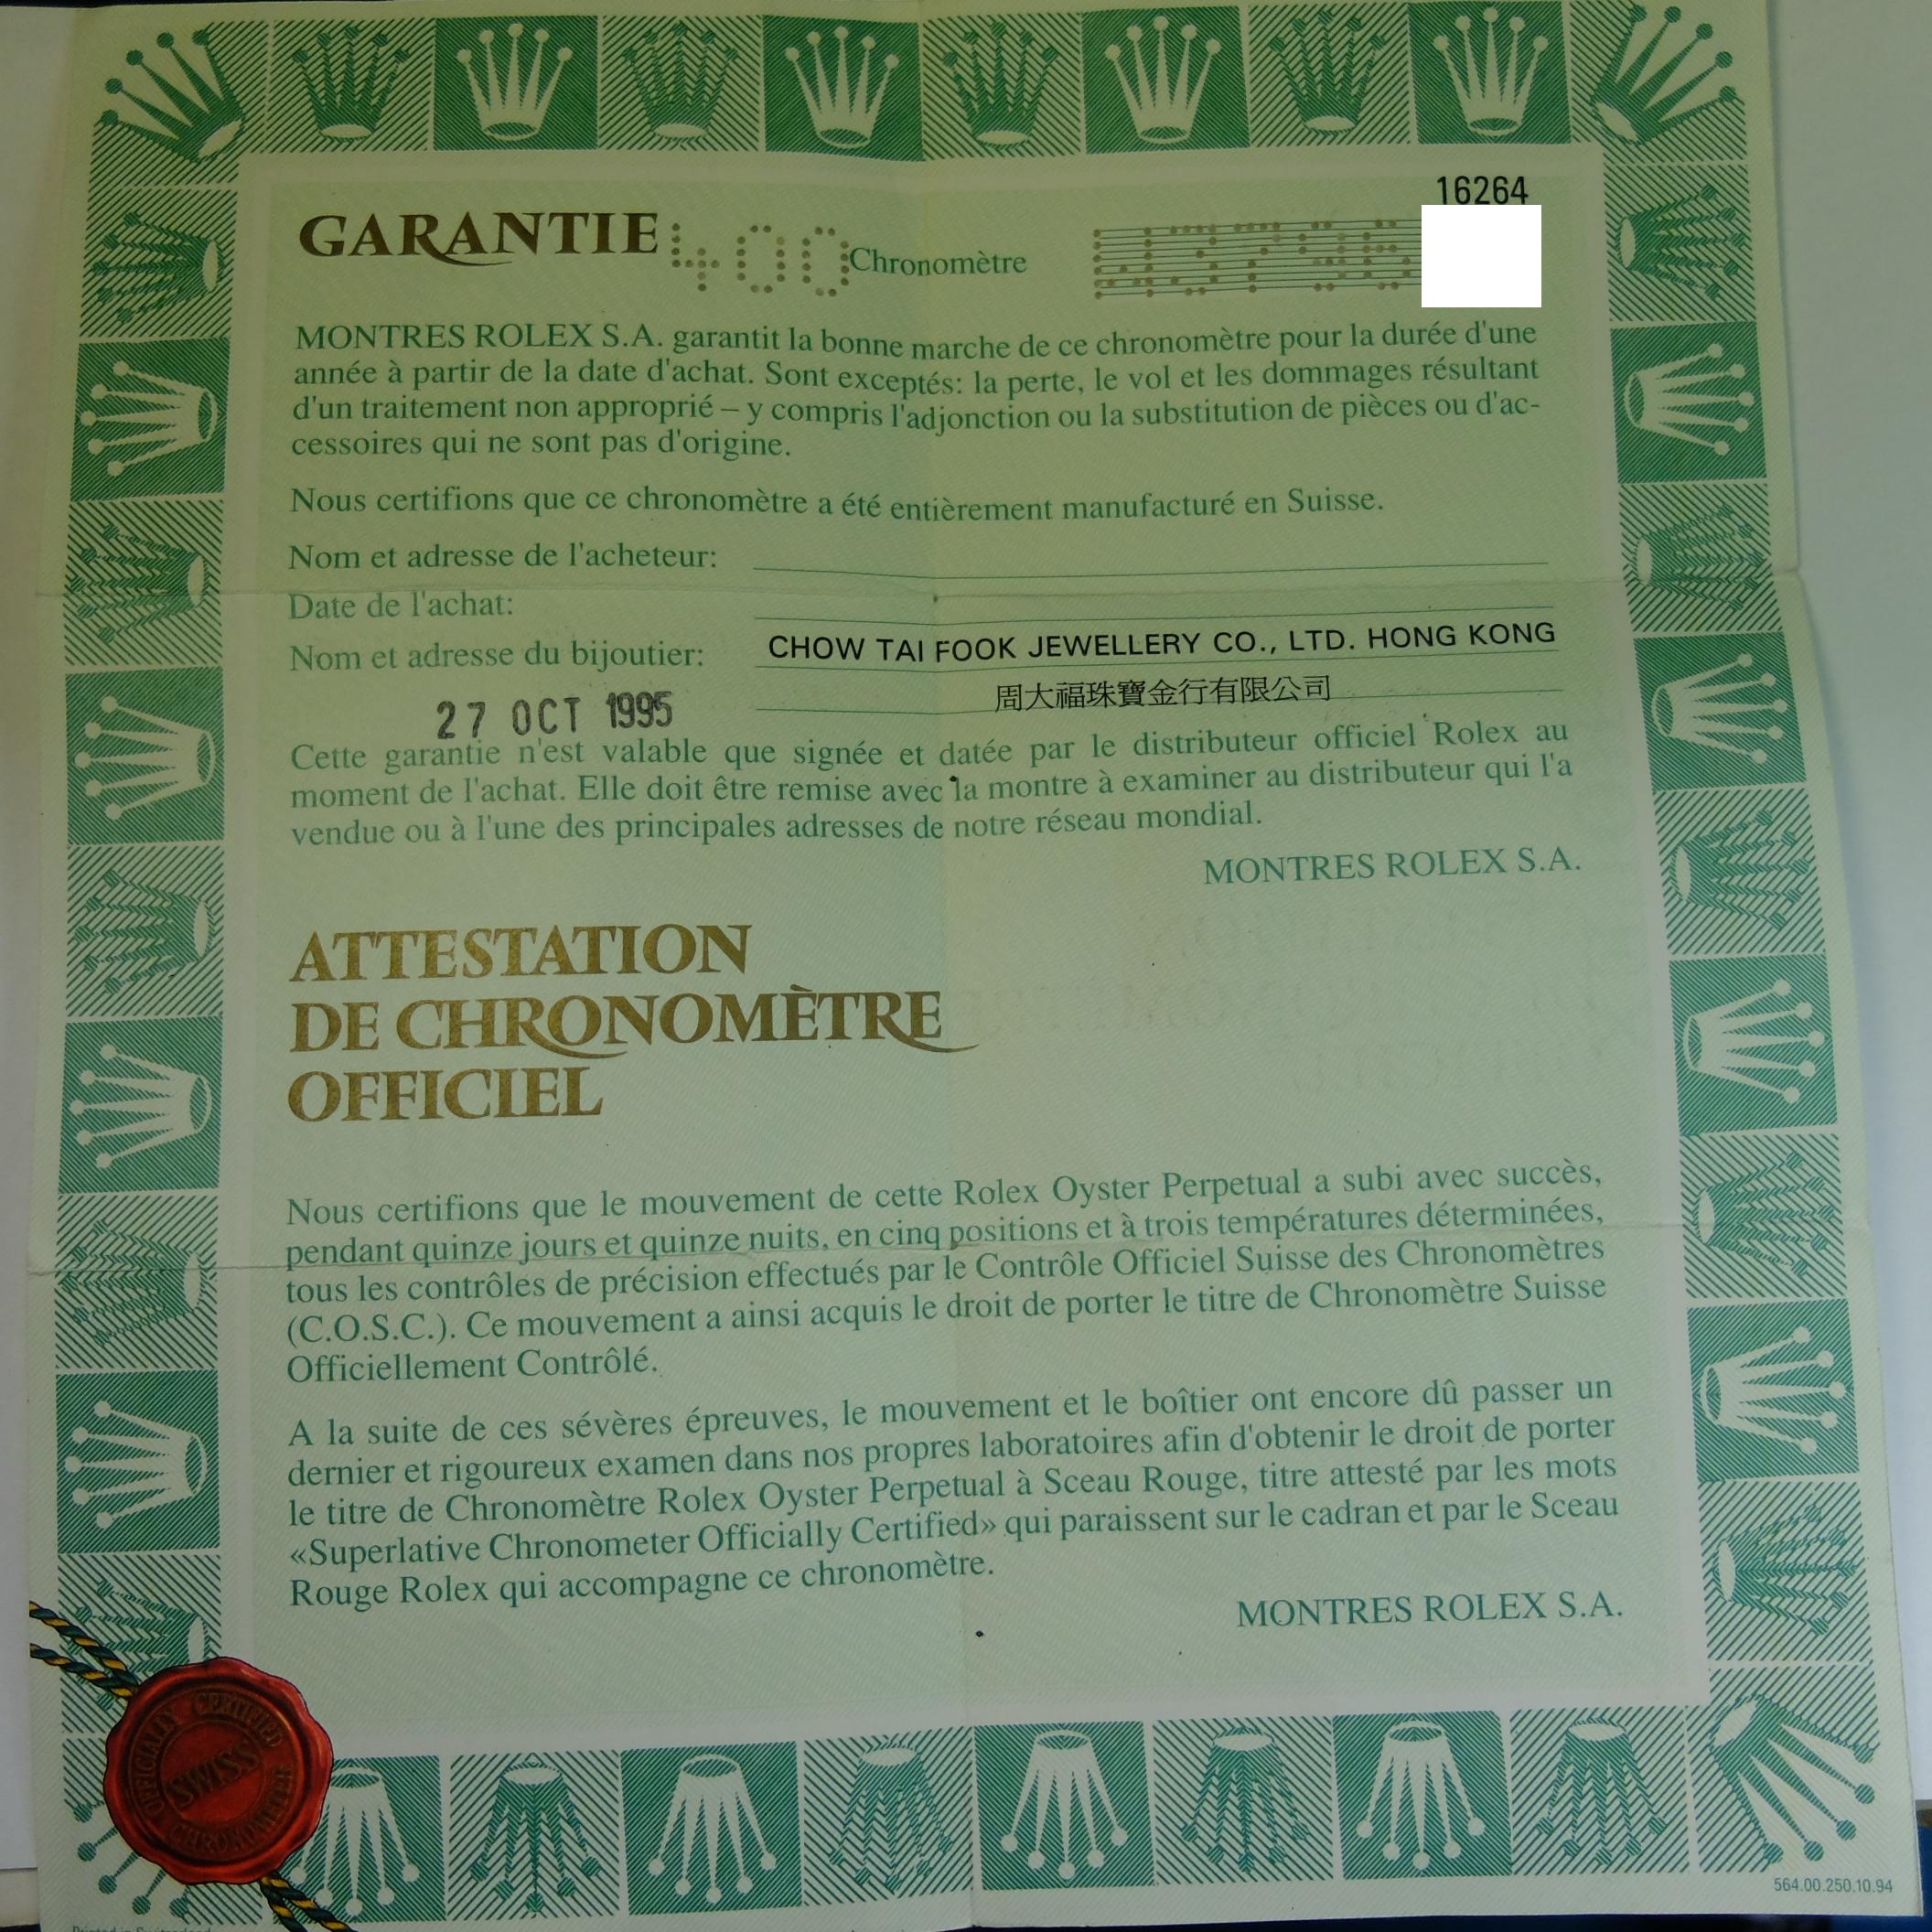 16264
GARANTIE 400 Chronomètre
MONTRES ROLEX S.A. garantit la bonne marche de ce chronomètre pour la durée d'une
année à partir de la date d'achat. Sont exceptés: la perte, le vol et les dommages résultant
d'un traitement non approprié – y compris l'adjonction ou la substitution de pièces ou d'ac-
cessoires qui ne sont pas d'origine.
Nous certifions que ce chronomètre a été entièrement manufacturé en Suisse.
Nom et adresse de l'acheteur:
Date de l'achat:
Nom et adresse du bijoutier: CHOW TAI FOOK JEWELLERY CO., LTD. HONG KONG
周大福珠寶金行有限公司
27 OCT 1995
Cette garantie n'est valable que signée et datée par le distributeur officiel Rolex au
moment de l'achat. Elle doit être remise avec la montre à examiner au distributeur qui l'a
vendue ou à l'une des principales adresses de notre réseau mondial.
MONTRES ROLEX S.A.
ATTESTATION
DE CHRONOMÈTRE
OFFICIEL
Nous certifions que le mouvement de cette Rolex Oyster Perpetual a subi avec succès,
pendant quinze jours et quinze nuits, en cinq positions et à trois températures déterminées,
tous les contrôles de précision effectués par le Contrôle Officiel Suisse des Chronomètres
(C.O.S.C.). Ce mouvement a ainsi acquis le droit de porter le titre de Chronomètre Suisse
Officiellement Contrôlé.
A la suite de ces sévères épreuves, le mouvement et le boîtier ont encore dû passer un
dernier et rigoureux examen dans nos propres laboratoires afin d'obtenir le droit de porter
le titre de Chronomètre Rolex Oyster Perpetual à Sceau Rouge, titre attesté par les mots
«Superlative Chronometer Officially Certified» qui paraissent sur le cadran et par le Sceau
Rouge Rolex qui accompagne ce chronomètre.
MONTRES ROLEX S.A.
OFFICIALLY CERTIFIED
SWISS
CHRONOMETER
564.00.250.10.94
Printed in Switzerland